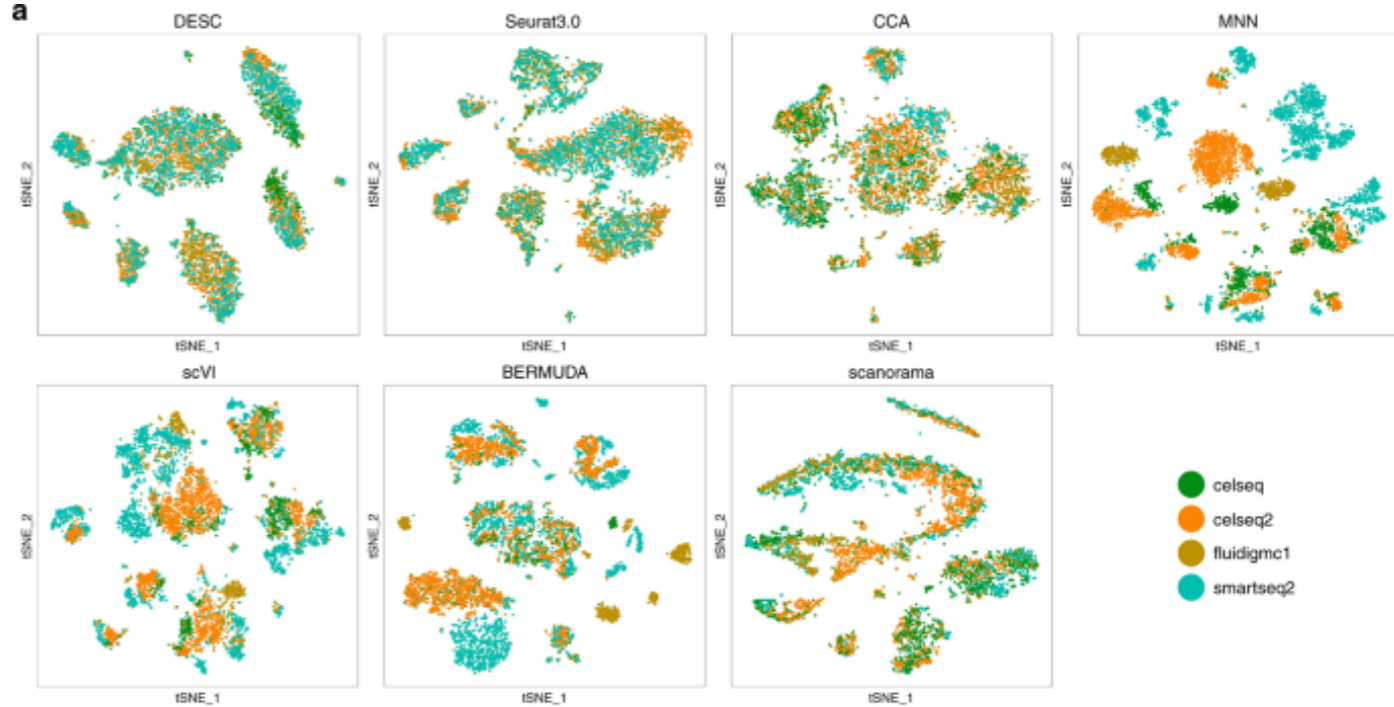 a
DESC
Seurat3.0
CCA
MNN
tSNE_2
tSNE_2
tSNE_2
tSNE_2
tSNE_1
tSNE_1
tSNE_1
tSNE_1
scVI
BERMUDA
scanorama
tSNE_2
tSNE_2
tSNE_2
celseq
celseq2
fluidigmc1
smartseq2
tSNE_1
tSNE_1
tSNE_1